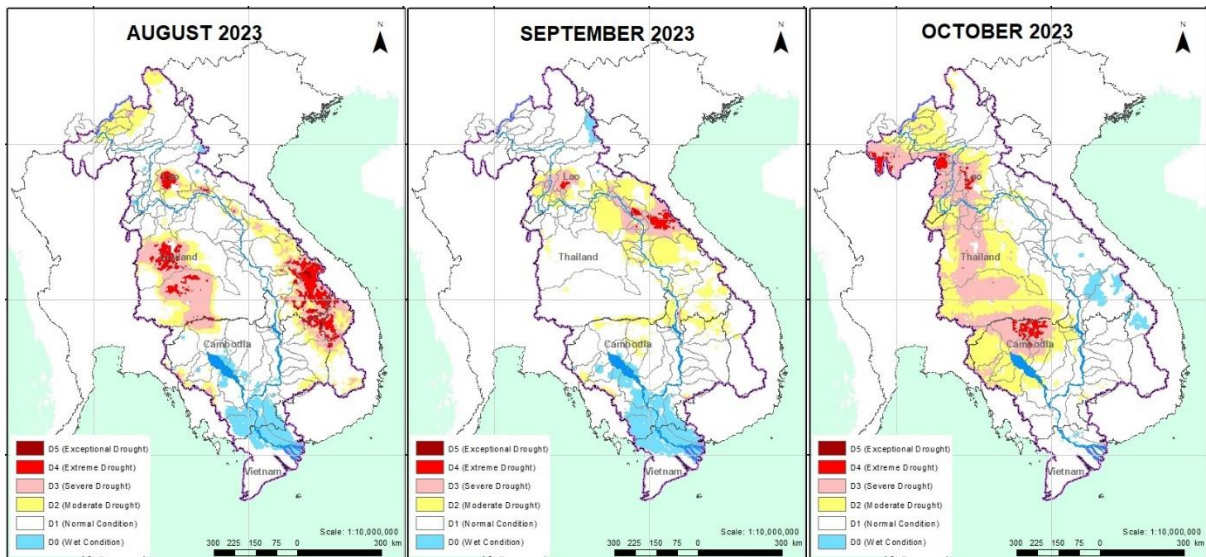 AUGUST 2023
N
Lao
Thailand
Cambodia
Vietnam
D5 (Exceptional Drought)
D4 (Extreme Drought)
D3 (Severe Drought)
D2 (Moderate Drought)
D1 (Normal Condition)
D0 (Wet Condition)
Scale: 1:10,000,000
300 225 150 75 0 300 km
SEPTEMBER 2023
N
Lao
Thailand
Cambodia
Vietnam
D5 (Exceptional Drought)
D4 (Extreme Drought)
D3 (Severe Drought)
D2 (Moderate Drought)
D1 (Normal Condition)
D0 (Wet Condition)
Scale: 1:10,000,000
300 225 150 75 0 300 km
OCTOBER 2023
N
Lao
Thailand
Cambodia
Vietnam
D5 (Exceptional Drought)
D4 (Extreme Drought)
D3 (Severe Drought)
D2 (Moderate Drought)
D1 (Normal Condition)
D0 (Wet Condition)
Scale: 1:10,000,000
300 225 150 75 0 300 km